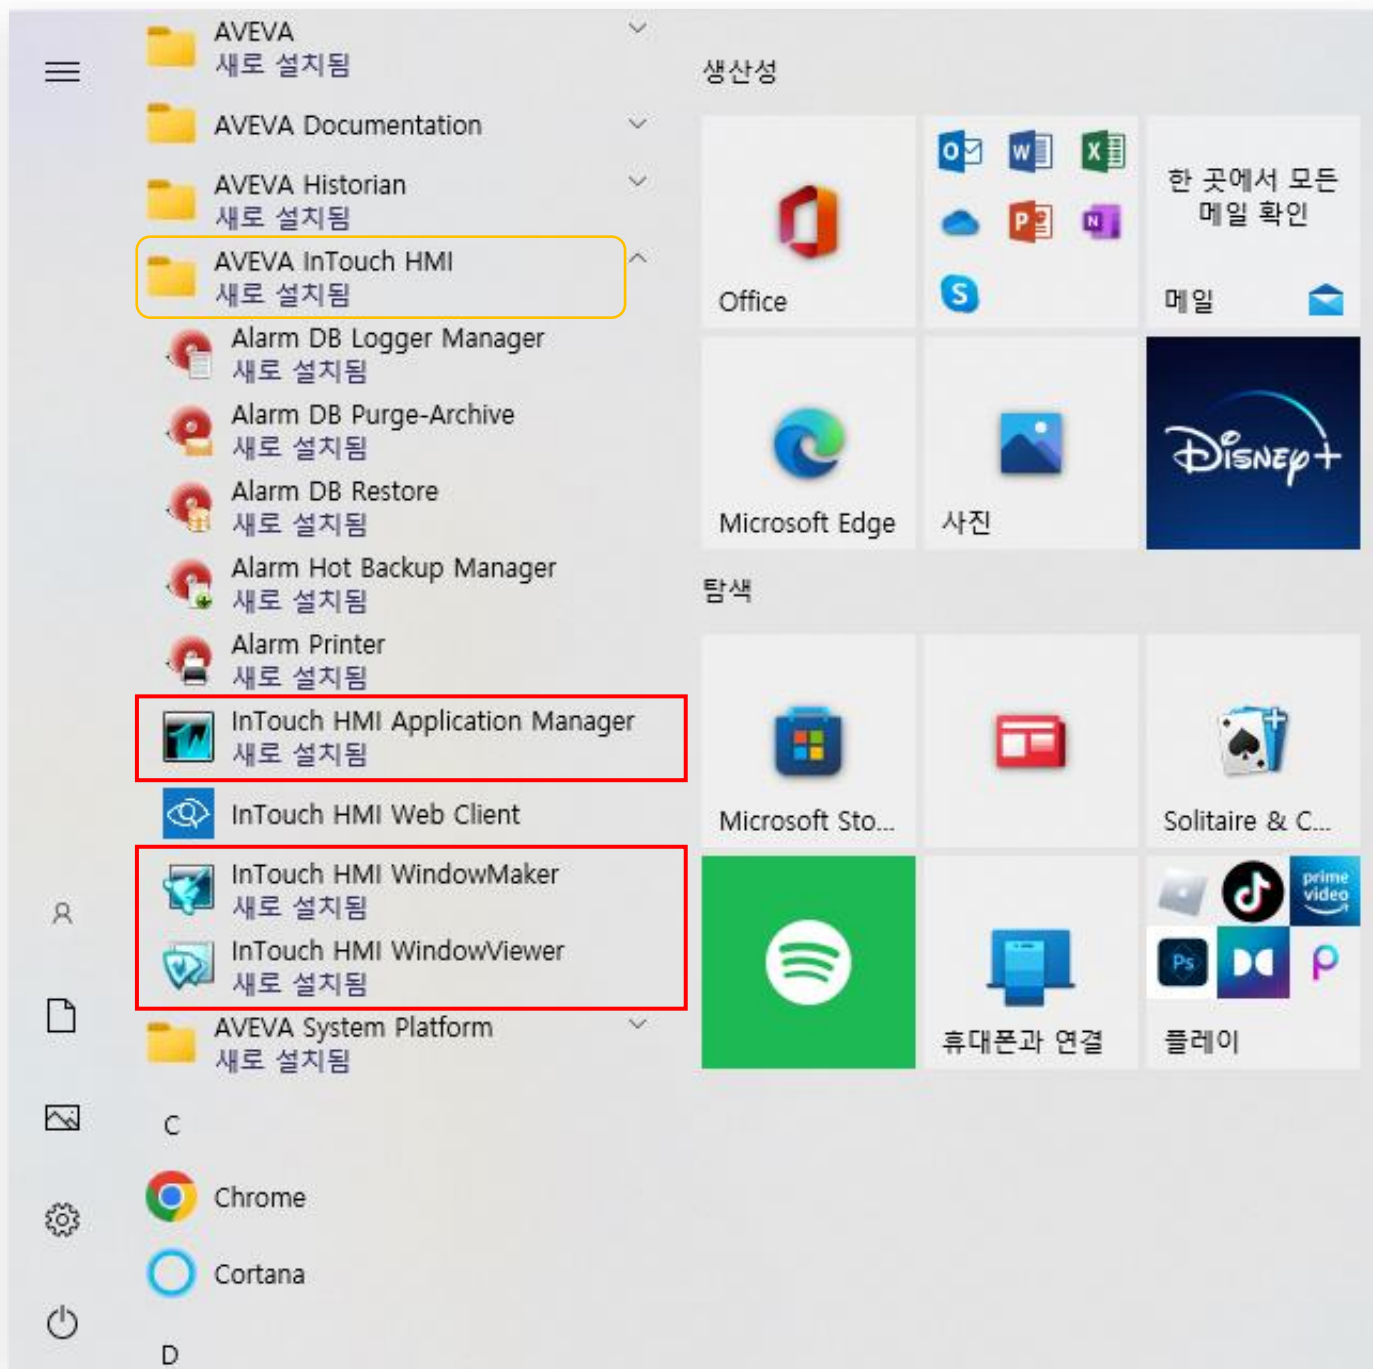 AVEVA
새로 설치됨
AVEVA Documentation
AVEVA Historian
새로 설치됨
AVEVA InTouch HMI
새로 설치됨
Alarm DB Logger Manager
새로 설치됨
Alarm DB Purge-Archive
새로 설치됨
Alarm DB Restore
새로 설치됨
Alarm Hot Backup Manager
새로 설치됨
Alarm Printer
새로 설치됨
InTouch HMI Application Manager
새로 설치됨
InTouch HMI Web Client
InTouch HMI WindowMaker
새로 설치됨
InTouch HMI WindowViewer
새로 설치됨
AVEVA System Platform
새로 설치됨
C
Chrome
Cortana
D
생산성
Office
한 곳에서 모든
메일 확인
메일
Microsoft Edge
사진
Disney+
탐색
Microsoft Sto...
Solitaire & C...
휴대폰과 연결
prime
video
Ps
플레이